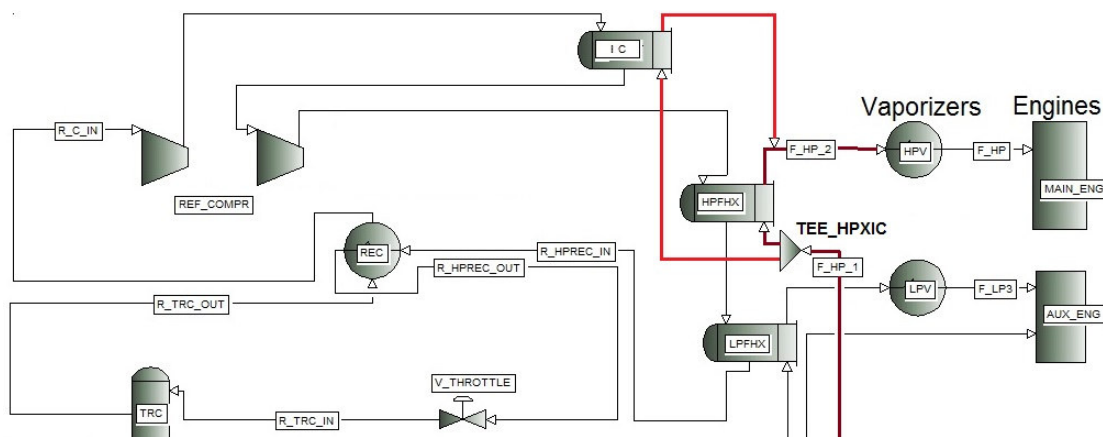 I C
R_C_IN
Vaporizers
Engines
F_HP_2
HPV
F_HP
MAIN_ENG
REF_COMPR
HPFHX
TEE_HPXIC
REC
R_HPREC_IN
R_HPREC_OUT
F_HP_1
LPV
F_LP3
R_TRC_OUT
AUX_ENG
LPFHX
V_THROTTLE
TRC
R_TRC_IN